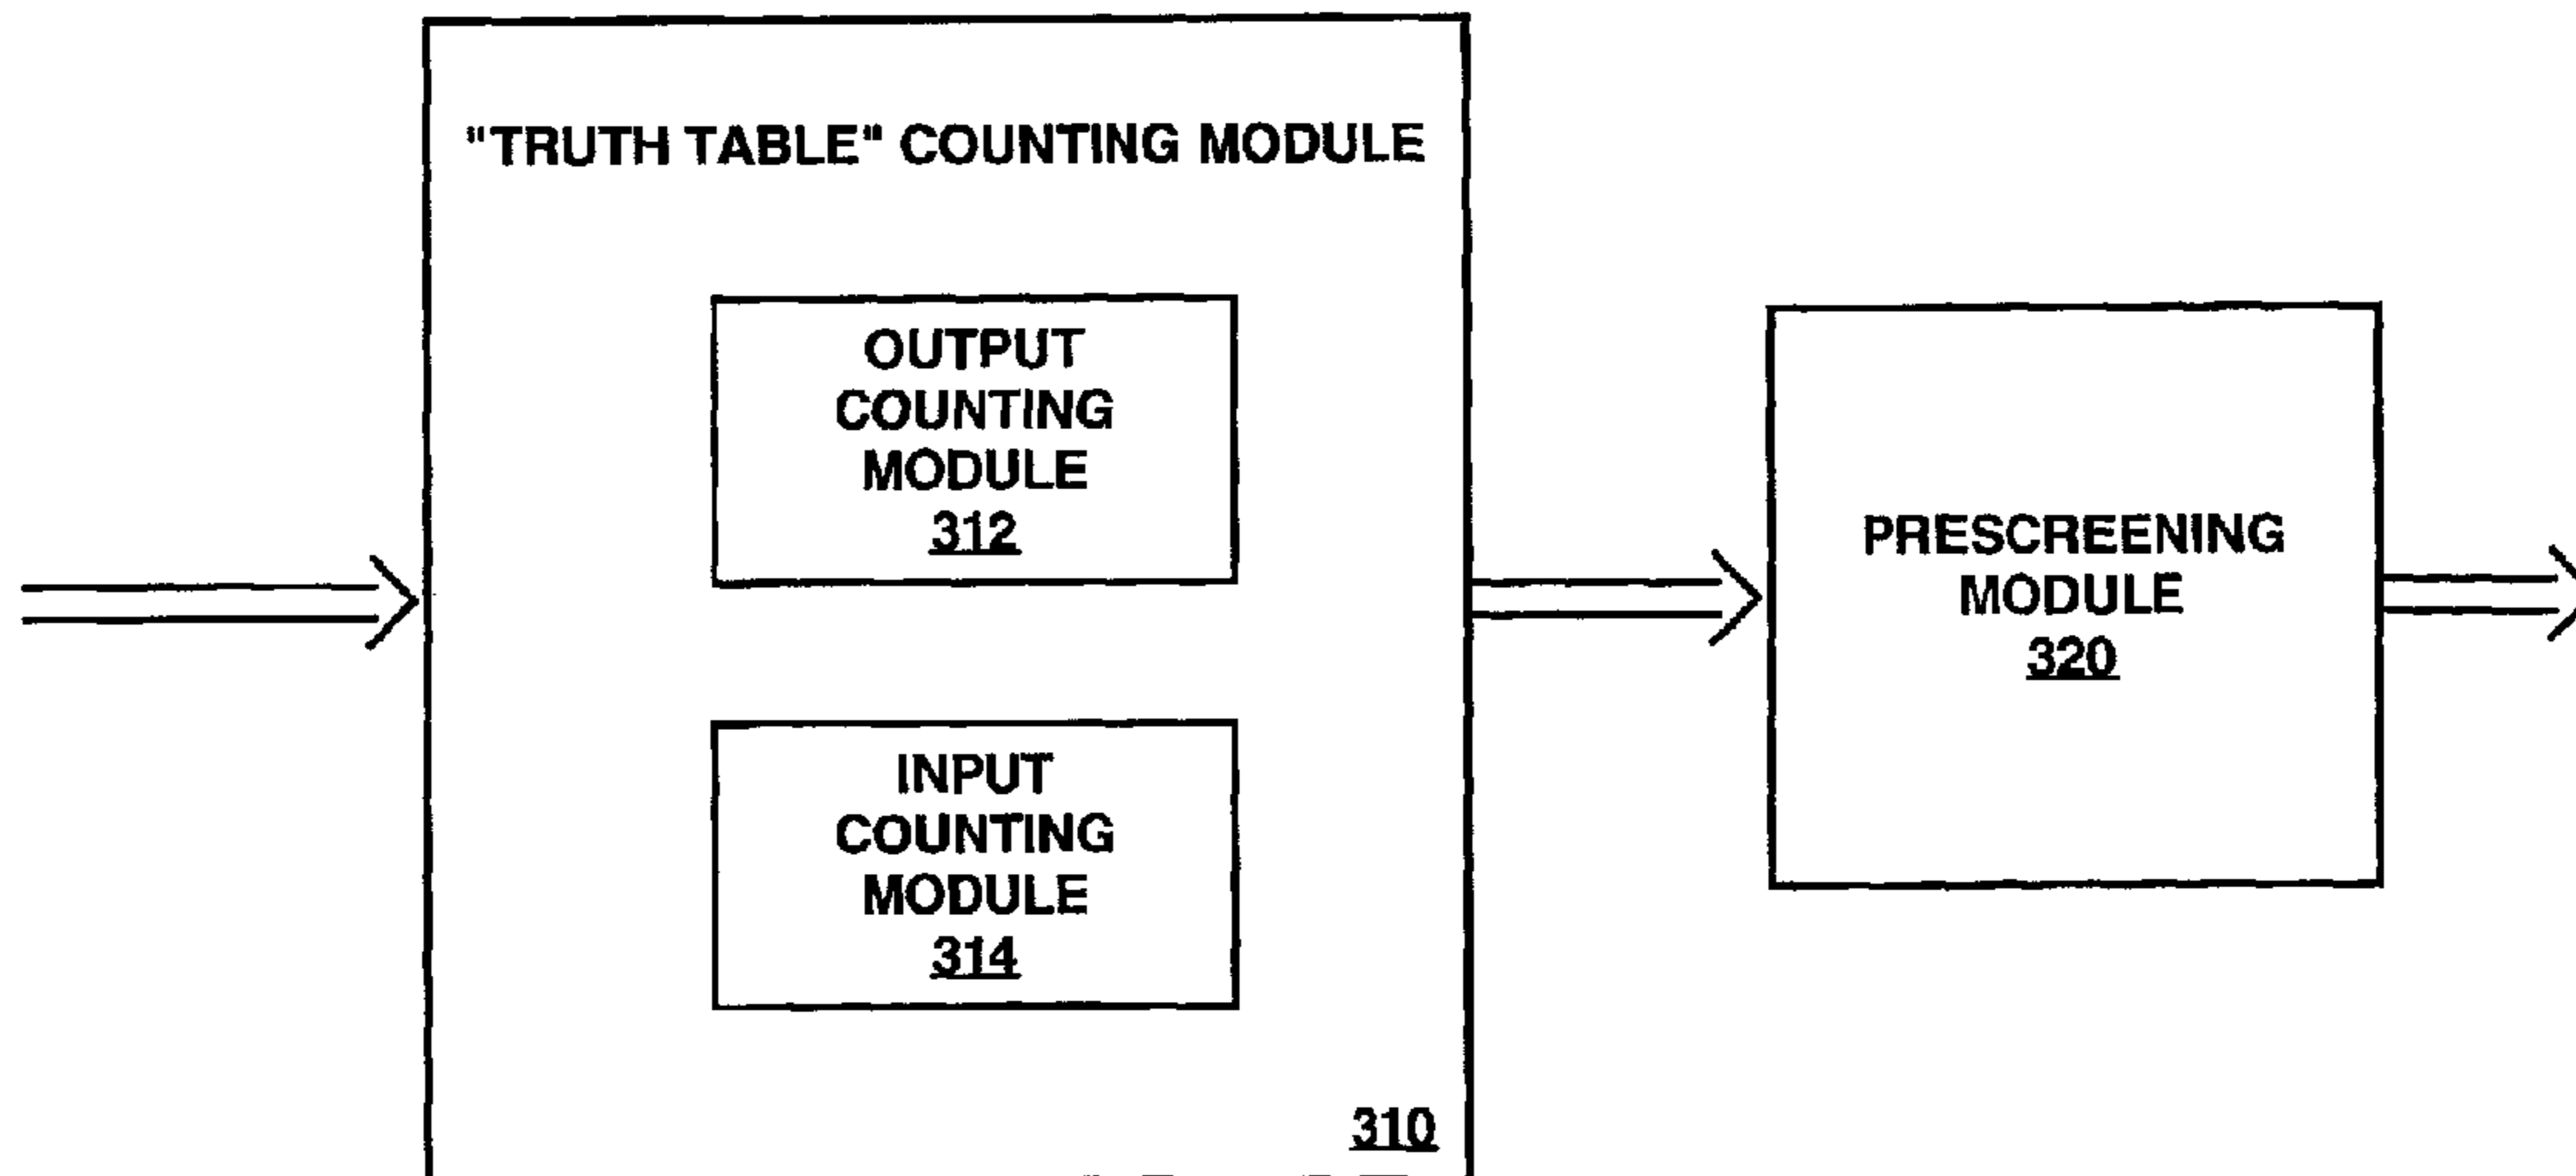 "TRUTH TABLE" COUNTING MODULE
OUTPUT
COUNTING
MODULE
312
INPUT
COUNTING
MODULE
314
310
PRESCREENING
MODULE
320